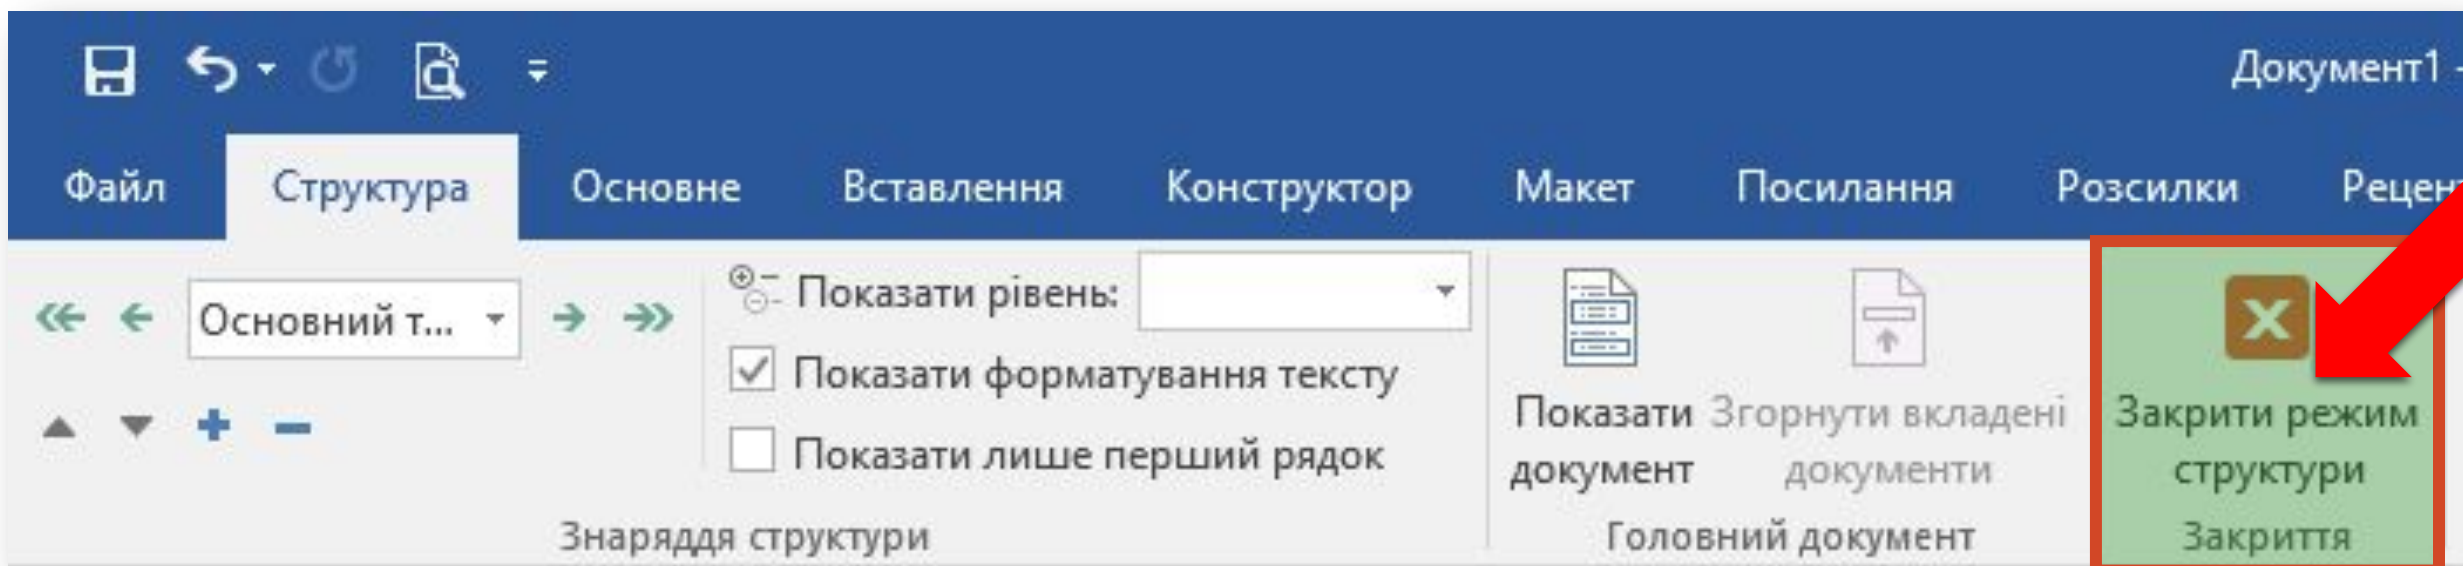 Документ1 -
Файл Структура Основне Вставлення Конструктор Макет Посилання Розсилки Рецен
Основний т... Показати рівень:
Показати форматування тексту
Показати лише перший рядок
Знаряддя структури
Показати
документ
Згорнути вкладені
документи
Головний документ
Закрити режим
структури
Закриття